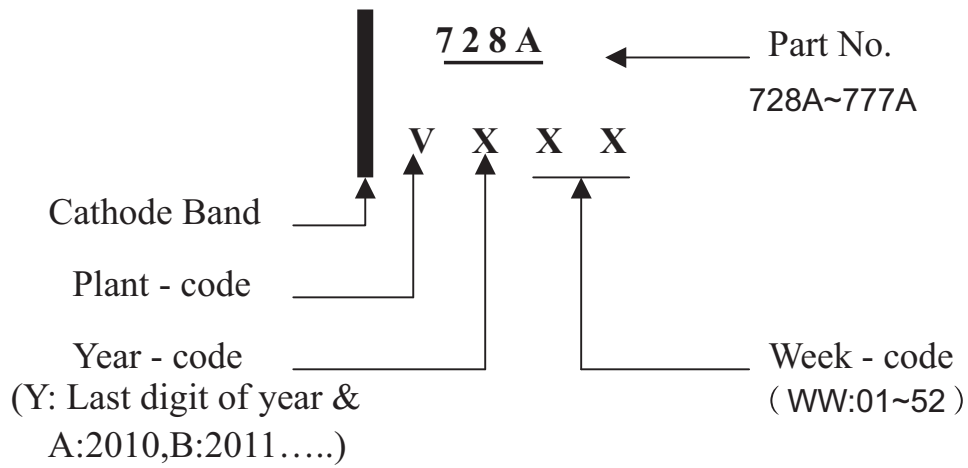 728A
Part No.
728A~777A
V X X X
Cathode Band
Plant - code
Year - code
(Y: Last digit of year &
A:2010,B:2011…..)
Week - code
（WW:01~52）